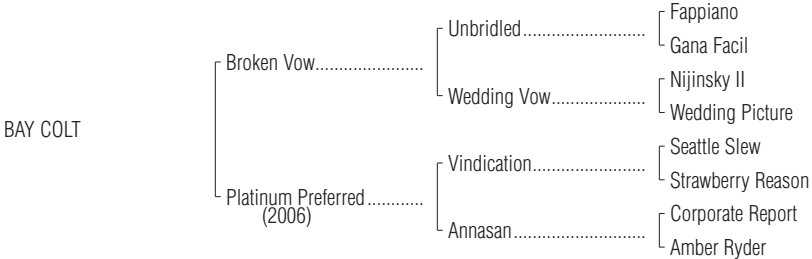 Fappiano
Unbridled..........................
Gana Facil
Broken Vow.......................
Nijinsky II
Wedding Vow....................
Wedding Picture
BAY COLT
Seattle Slew
Vindication........................
Strawberry Reason
Platinum Preferred............
(2006)
Corporate Report
Annasan............................
Amber Ryder